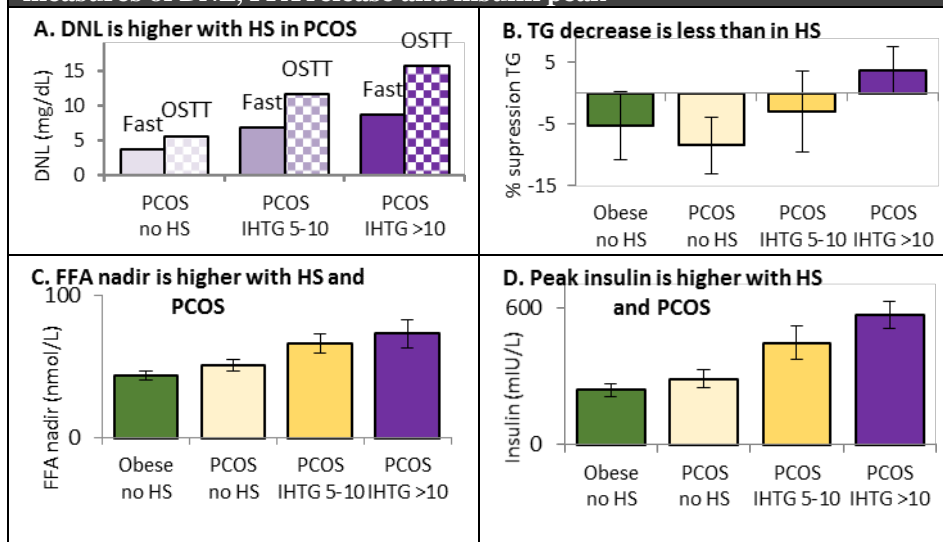 A. DNL is higher with HS in PCOS
DNL (mg/dL)
15
10
5
0
Fast
OSTT
Fast
OSTT
Fast
OSTT
PCOS
no HS
PCOS
IHTG 5-10
PCOS
IHTG >10
B. TG decrease is less than in HS
% supression TG
5
-5
-15
Obese
no HS
PCOS
no HS
PCOS
IHTG 5-10
PCOS
IHTG >10
C. FFA nadir is higher with HS and
PCOS
FFA nadir (nmol/L)
100
0
Obese
no HS
PCOS
no HS
PCOS
IHTG 5-10
PCOS
IHTG >10
D. Peak insulin is higher with HS
and PCOS
Insulin (mIU/L)
600
0
Obese
no HS
PCOS
no HS
PCOS
IHTG 5-10
PCOS
IHTG >10